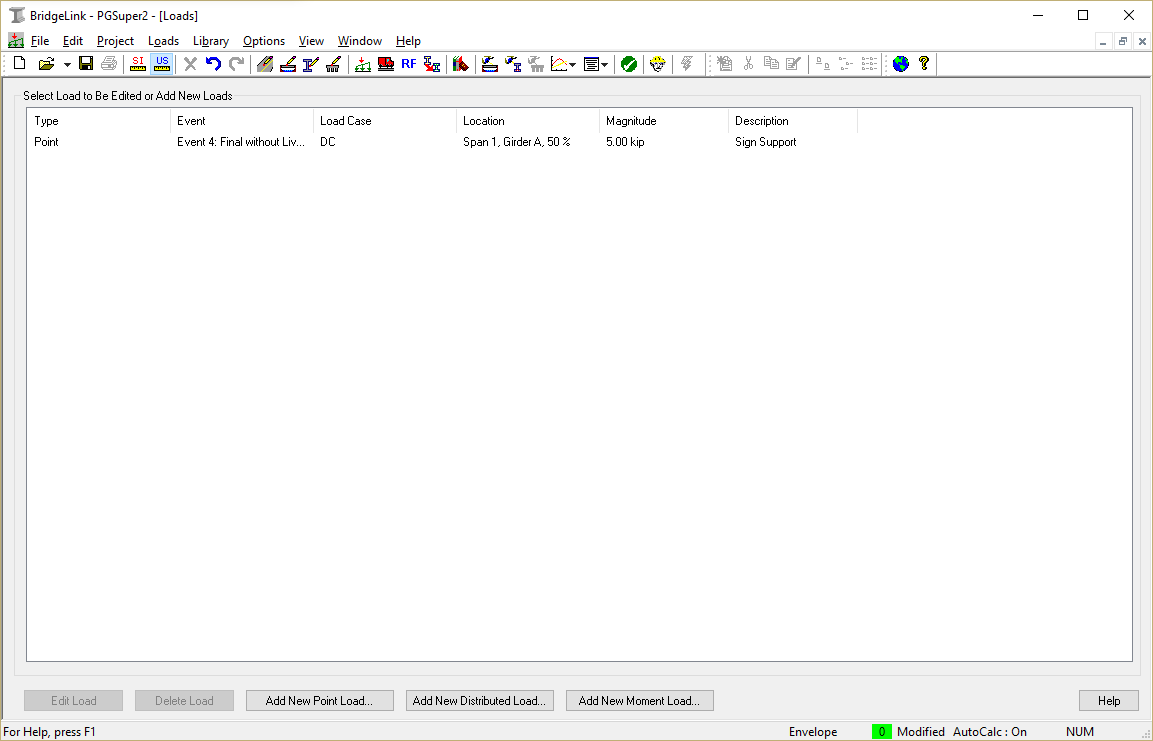 BridgeLink - PGSuper2 - [Loads]
File Edit Project Loads Library Options View Window Help
SI US RF
Select Load to Be Edited or Add New Loads
Type Event Load Case Location Magnitude Description
Point Event 4: Final without Liv... DC Span 1, Girder A, 50 % 5.00 kip Sign Support
Edit Load Delete Load Add New Point Load... Add New Distributed Load... Add New Moment Load... Help
For Help, press F1 Envelope 0 Modified AutoCalc : On NUM